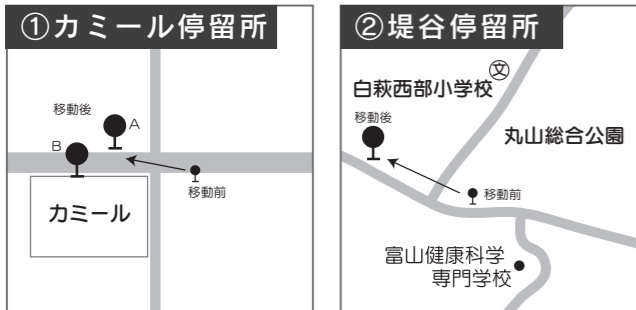 ①カミール停留所
移動後
A
B
移動前
カミール
②堤谷停留所
文
白萩西部小学校
移動後
丸山総合公園
移動前
富山健康科学
専門学校